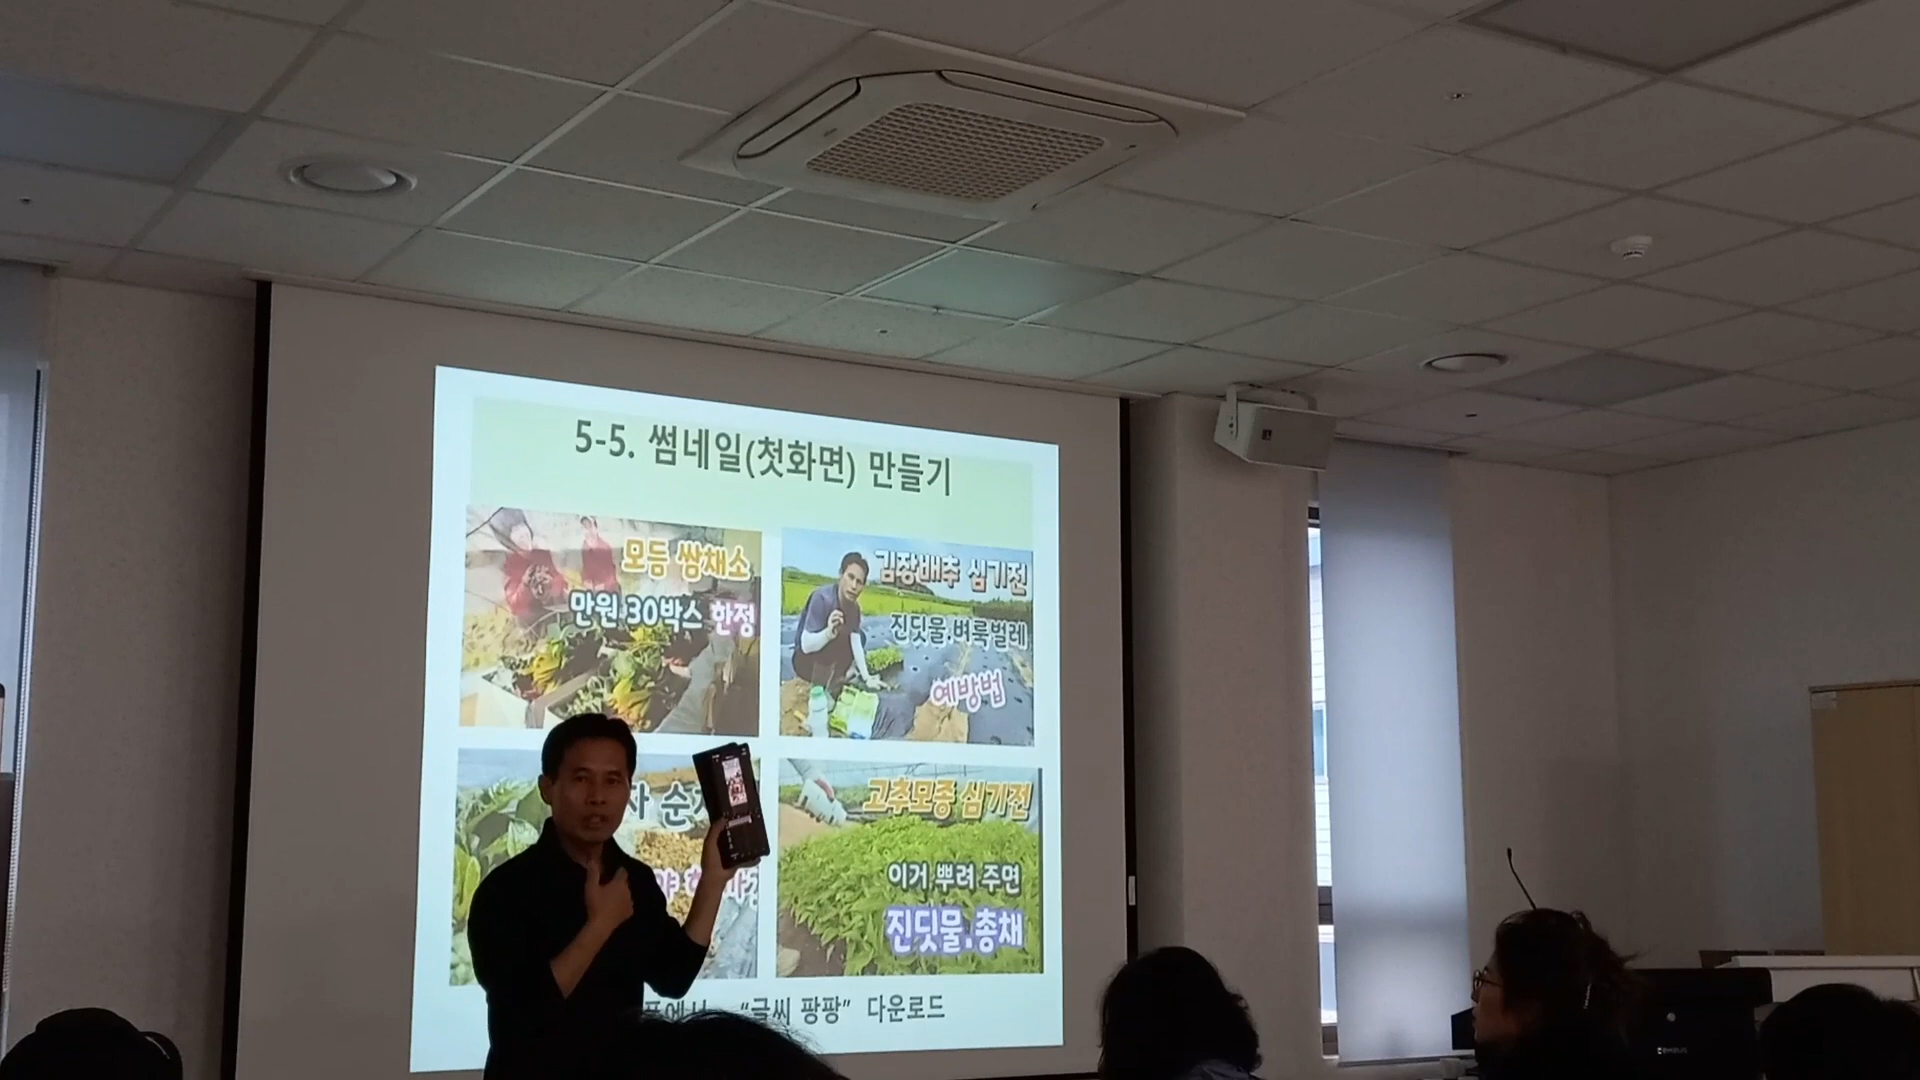 5-5. 썸네일(첫화면) 만들기
모듬 쌈채소
만원 30박스 한정
김장배추 심기전
진딧물.벼룩벌레
예방법
자 순
고추모종 심기전
이거 뿌려 주면
진딧물.총채
“글씨 팡팡” 다운로드